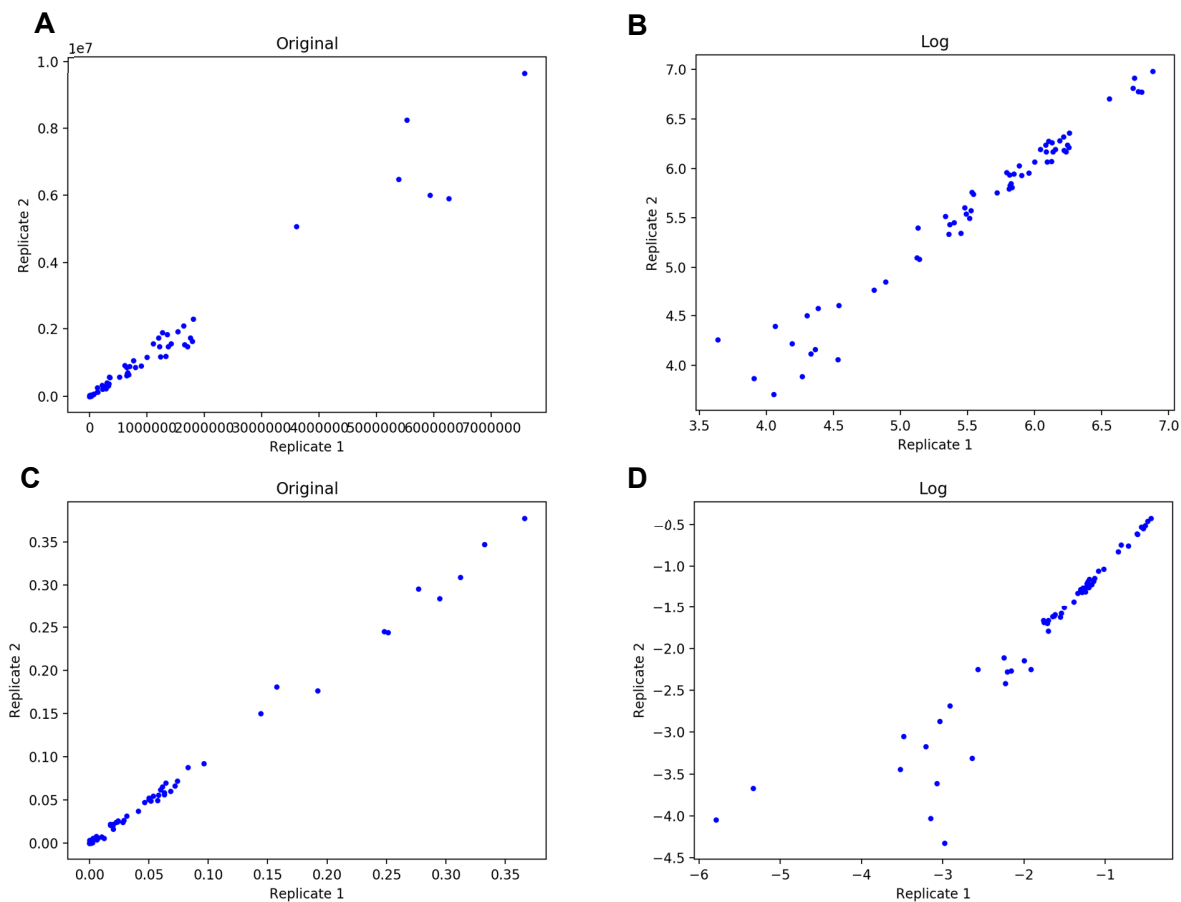 A
Original
1e7
1.0
0.8
0.6
0.4
0.2
0.0
Replicate 2
0 1000000 2000000 3000000 4000000 5000000 6000000 7000000
Replicate 1
B
Log
7.0
6.5
6.0
5.5
5.0
4.5
4.0
Replicate 2
3.5 4.0 4.5 5.0 5.5 6.0 6.5 7.0
Replicate 1
C
Original
0.35
0.30
0.25
0.20
0.15
0.10
0.05
0.00
Replicate 2
0.00 0.05 0.10 0.15 0.20 0.25 0.30 0.35
Replicate 1
D
Log
−0.5
−1.0
−1.5
−2.0
−2.5
−3.0
−3.5
−4.0
−4.5
Replicate 2
−6 −5 −4 −3 −2 −1
Replicate 1